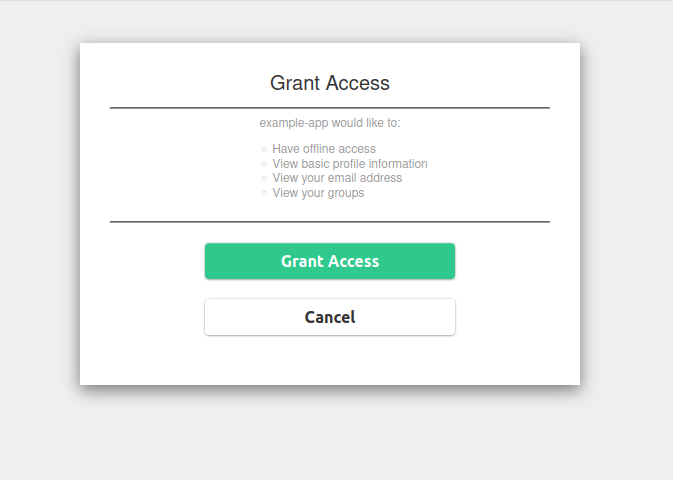 Grant Access
example-app would like to:
Have offline access
View basic profile information
View your email address
View your groups
Grant Access
Cancel